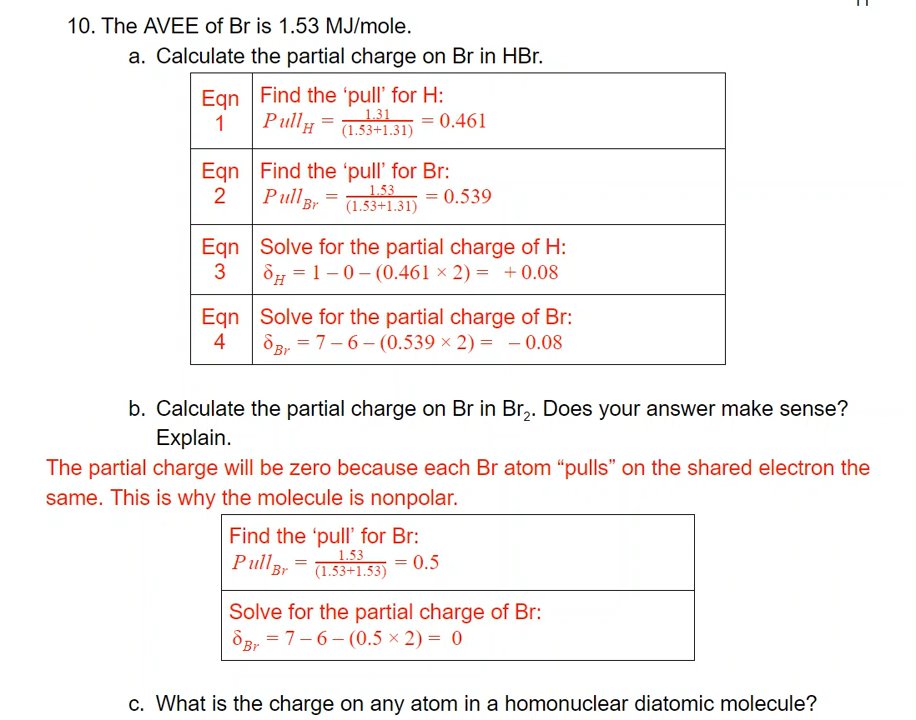 10. The AVEE of Br is 1.53 MJ/mole.
a. Calculate the partial charge on Br in HBr.
Eqn 1 Find the ‘pull’ for H:
Pull_H = 1.31/(1.53+1.31) = 0.461
Eqn 2 Find the ‘pull’ for Br:
Pull_Br = 1.53/(1.53+1.31) = 0.539
Eqn 3 Solve for the partial charge of H:
δ_H = 1 – 0 – (0.461 × 2) = + 0.08
Eqn 4 Solve for the partial charge of Br:
δ_Br = 7 – 6 – (0.539 × 2) = – 0.08
b. Calculate the partial charge on Br in Br₂. Does your answer make sense?
Explain.
The partial charge will be zero because each Br atom “pulls” on the shared electron the
same. This is why the molecule is nonpolar.
Find the ‘pull’ for Br:
Pull_Br = 1.53/(1.53+1.53) = 0.5
Solve for the partial charge of Br:
δ_Br = 7 – 6 – (0.5 × 2) = 0
c. What is the charge on any atom in a homonuclear diatomic molecule?